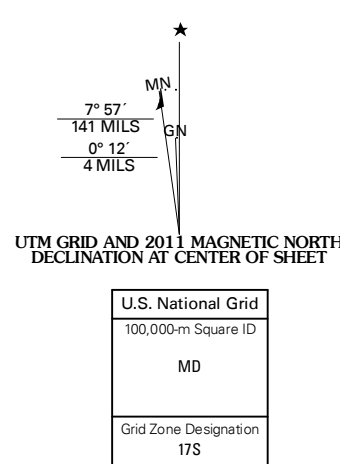 ★
MN
7° 57´
141 MILS
GN
0° 12´
4 MILS
UTM GRID AND 2011 MAGNETIC NORTH
DECLINATION AT CENTER OF SHEET
U.S. National Grid
100,000-m Square ID
MD
Grid Zone Designation
17S